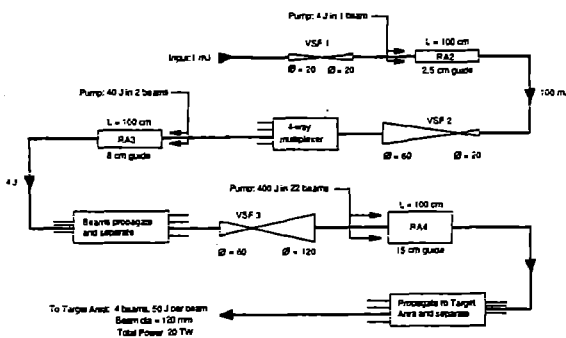 Pump: 4 J in 1 beam
VSF 1
L = 100 cm
Input: 1 mJ
RA2
Ø = 20 Ø = 20
2.5 cm guide
Pump: 40 J in 2 beams
100 m
L = 100 cm
VSF 2
RA3
4-way
multiplexer
8 cm guide
Ø = 60 Ø = 20
Pump: 400 J in 22 beams
4 J
L = 100 cm
VSF 3
Beams propagate
and separate
RA4
Ø = 60 Ø = 120
15 cm guide
To Target Area: 4 beams, 50 J per beam
Beam dia = 120 mm
Total Power 20 TW
Propagate to Target
Area and separate